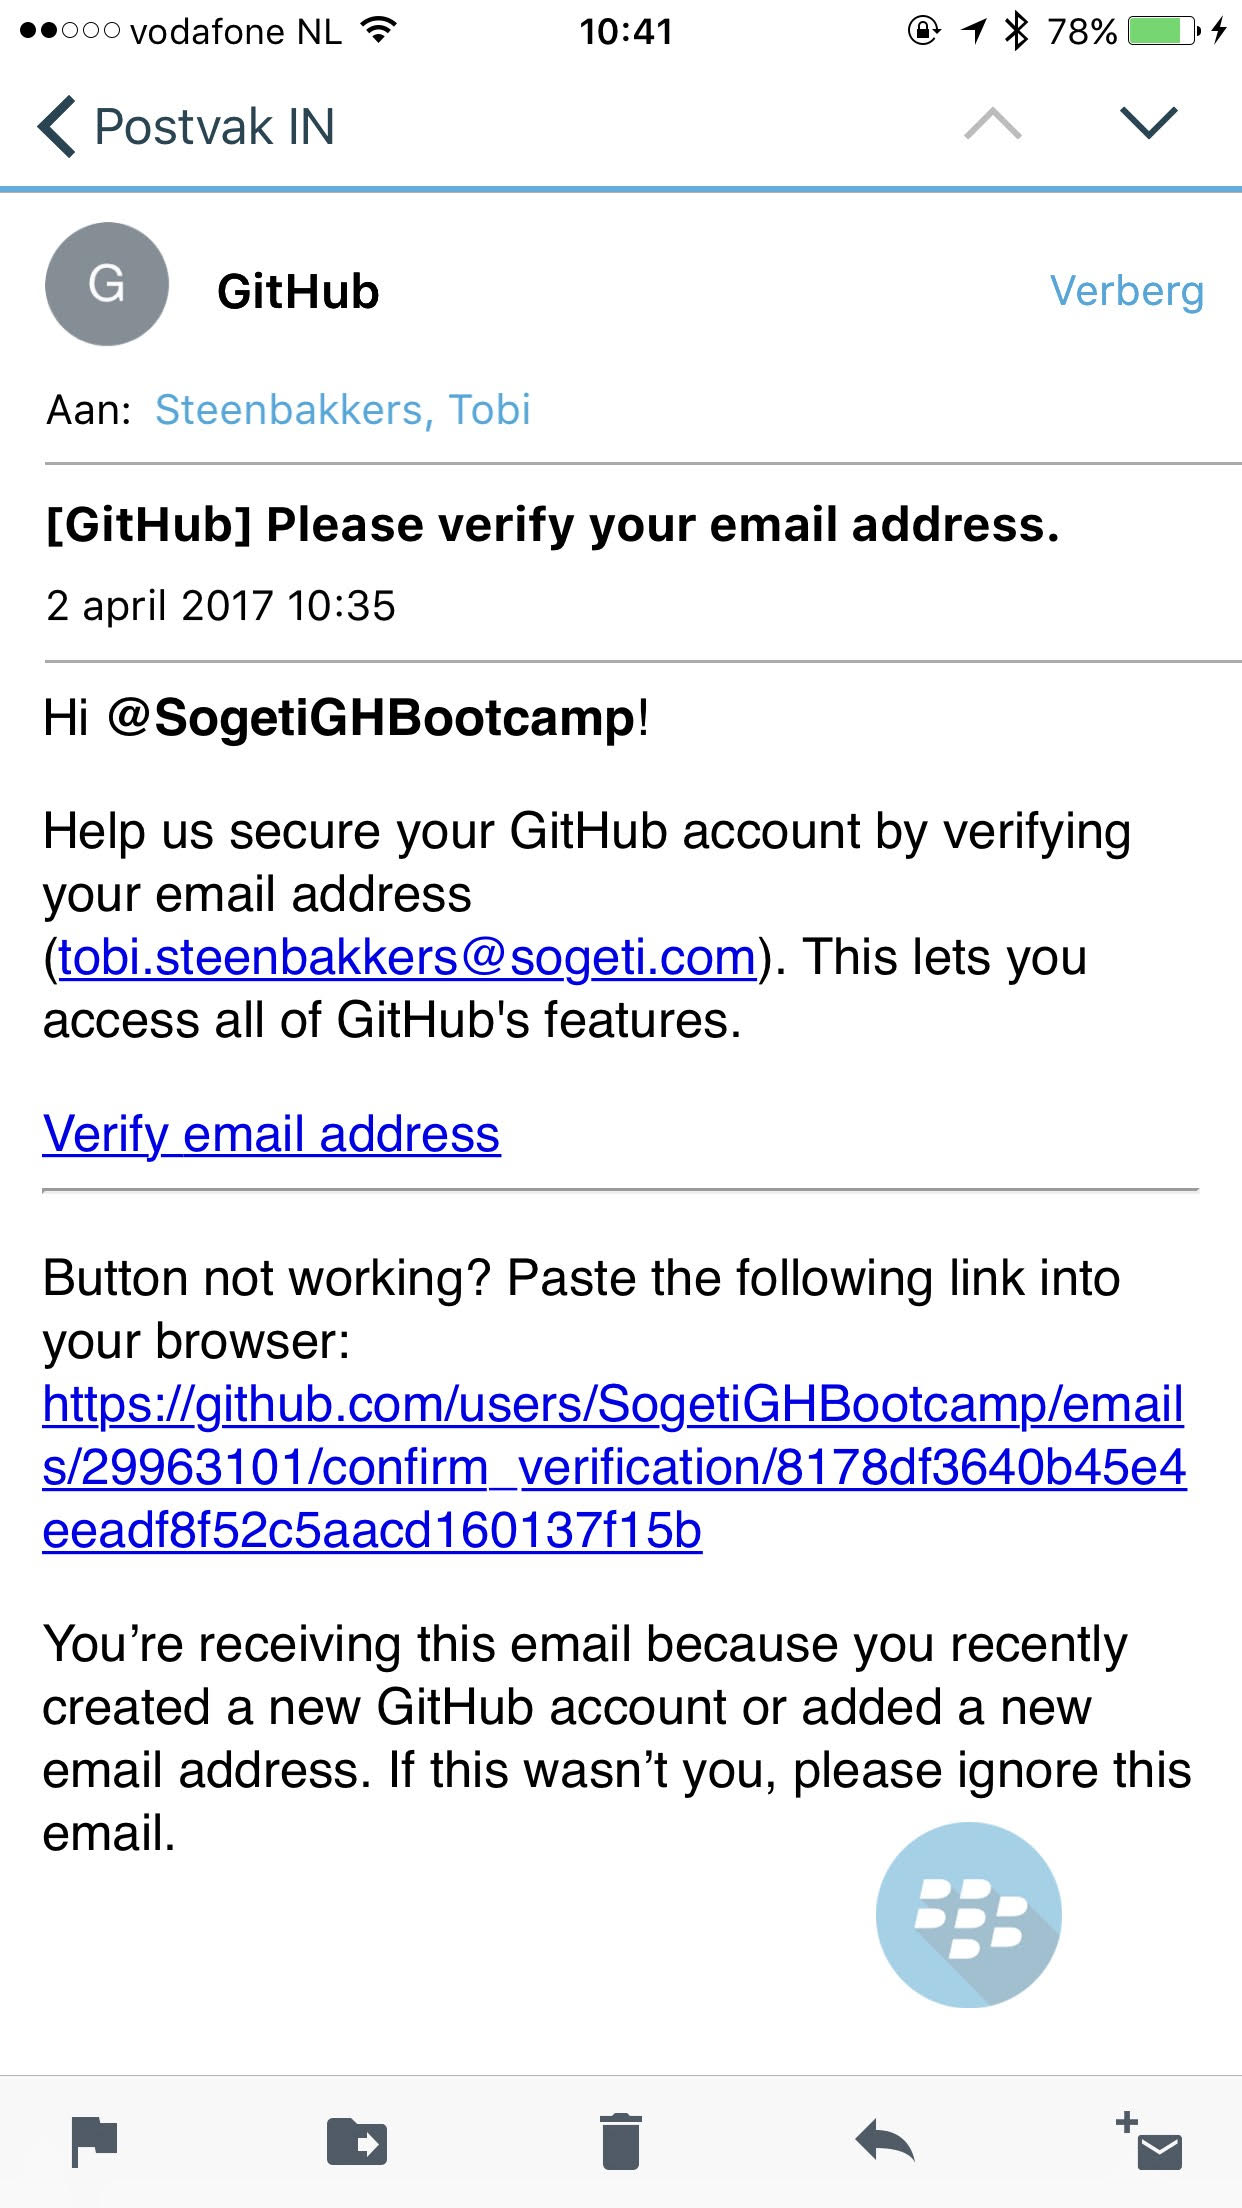 vodafone NL 10:41 78%
Postvak IN
G GitHub Verberg
Aan: Steenbakkers, Tobi
[GitHub] Please verify your email address.
2 april 2017 10:35
Hi @SogetiGHBootcamp!
Help us secure your GitHub account by verifying
your email address
(tobi.steenbakkers@sogeti.com). This lets you
access all of GitHub's features.
Verify email address
Button not working? Paste the following link into
your browser:
https://github.com/users/SogetiGHBootcamp/email
s/29963101/confirm_verification/8178df3640b45e4
eeadf8f52c5aacd160137f15b
You’re receiving this email because you recently
created a new GitHub account or added a new
email address. If this wasn’t you, please ignore this
email.